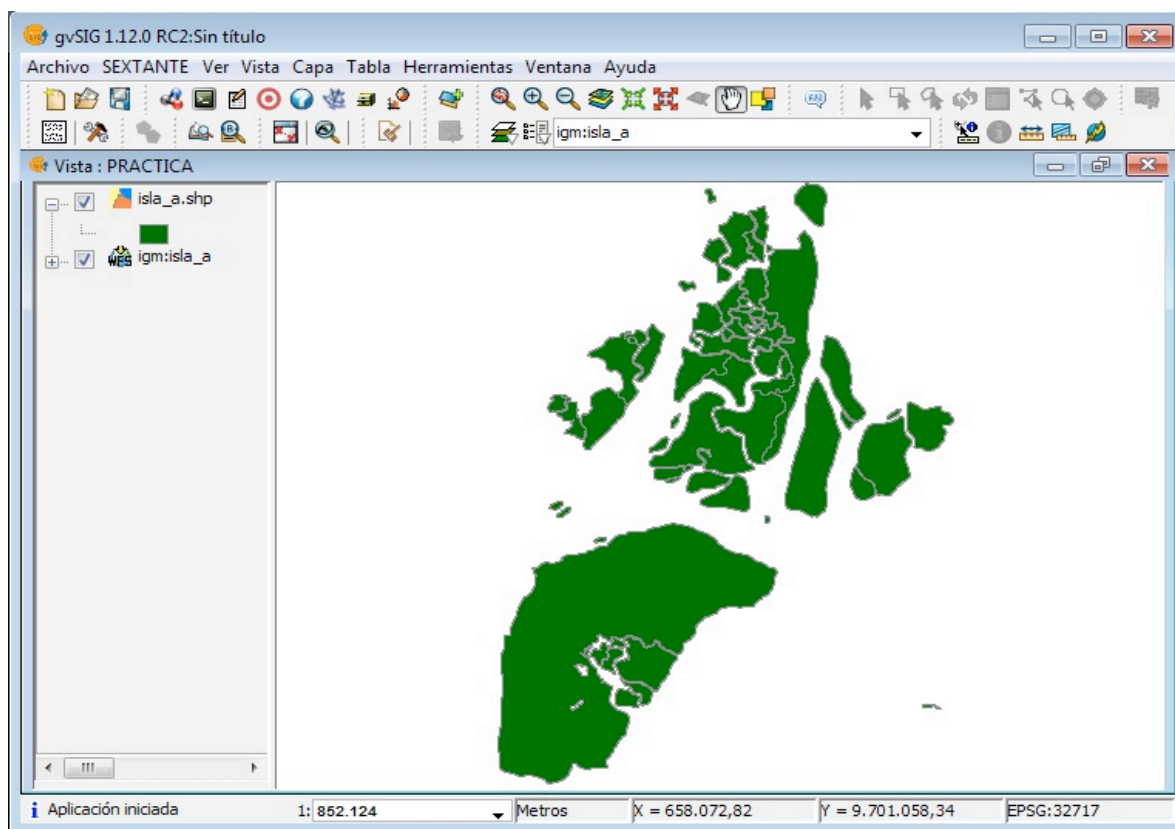 gvSIG 1.12.0 RC2:Sin título
Archivo SEXTANTE Ver Vista Capa Tabla Herramientas Ventana Ayuda
igm:isla_a
Vista : PRACTICA
isla_a.shp
WFS igm:isla_a
Aplicación iniciada 1: 852.124 Metros X = 658.072,82 Y = 9.701.058,34 EPSG:32717